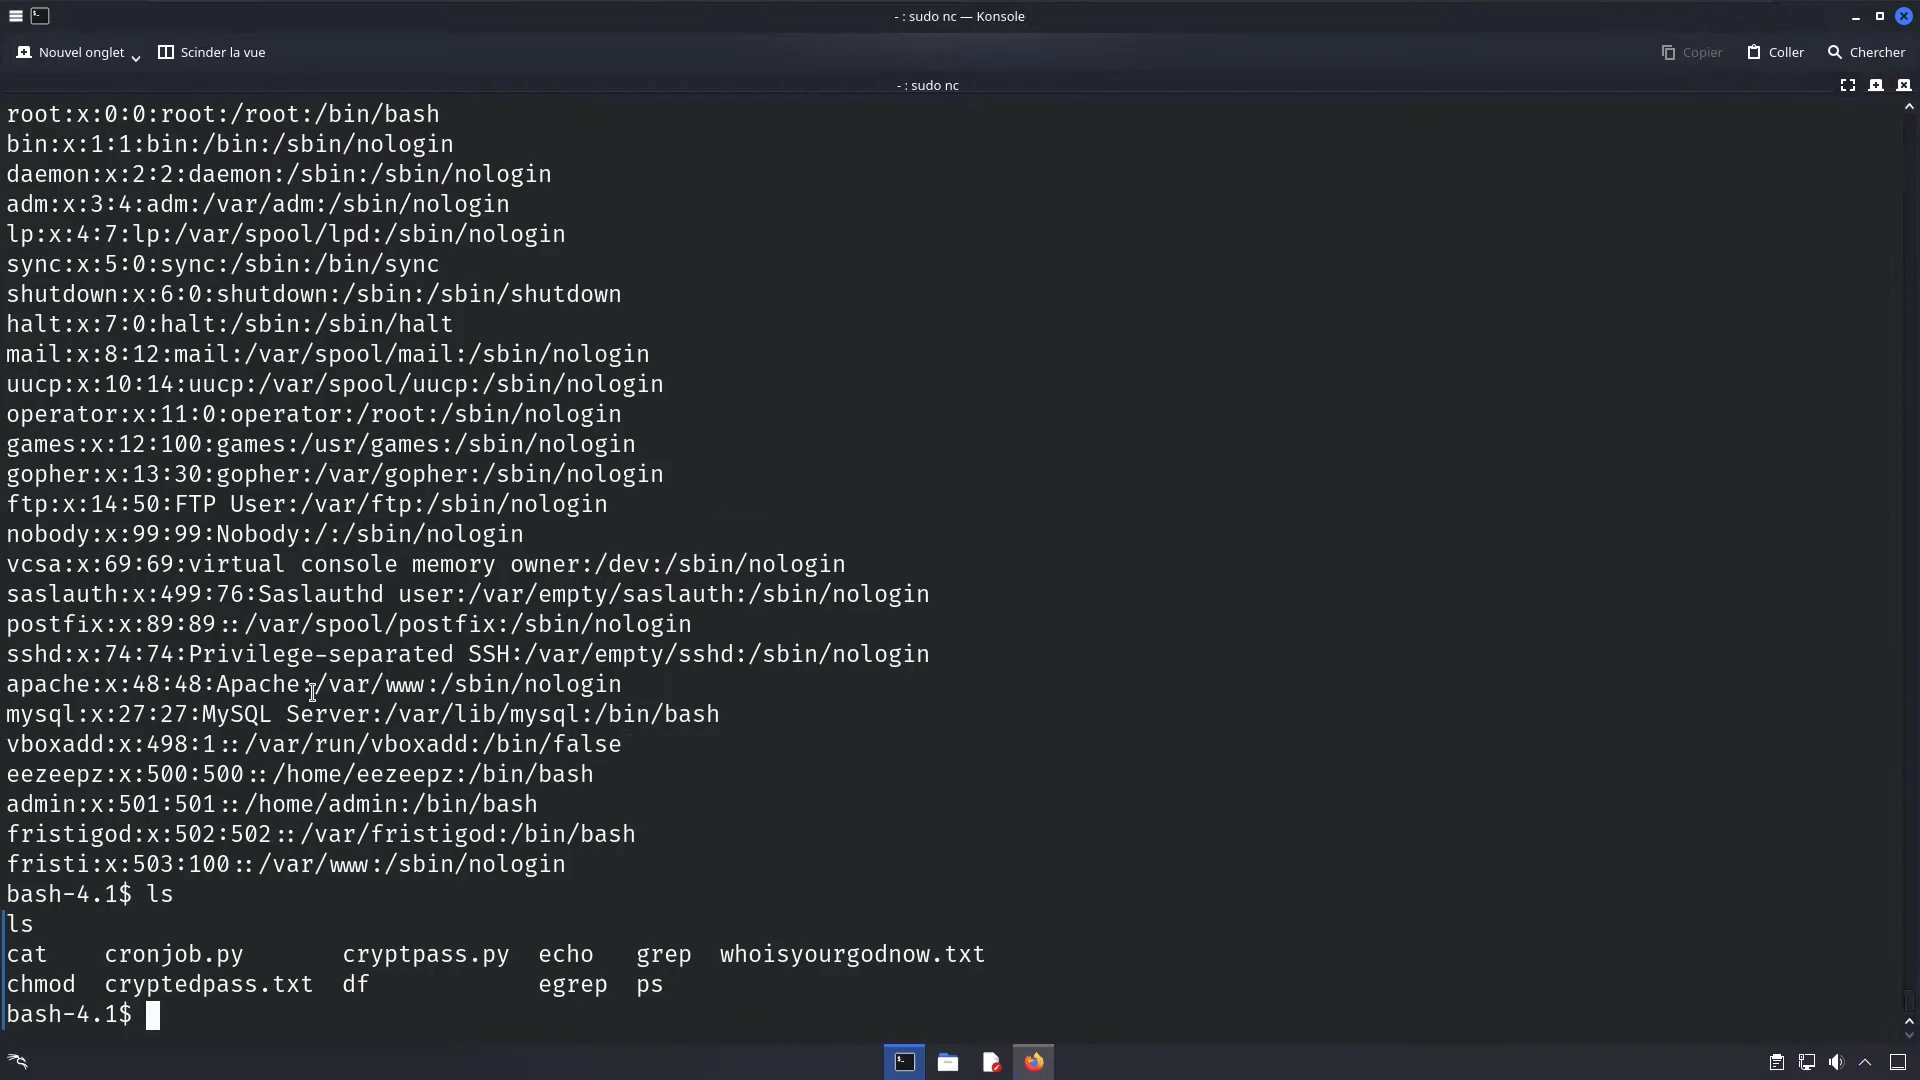 - : sudo nc — Konsole
Nouvel onglet Scinder la vue Copier Coller Chercher
- : sudo nc
root:x:0:0:root:/root:/bin/bash
bin:x:1:1:bin:/bin:/sbin/nologin
daemon:x:2:2:daemon:/sbin:/sbin/nologin
adm:x:3:4:adm:/var/adm:/sbin/nologin
lp:x:4:7:lp:/var/spool/lpd:/sbin/nologin
sync:x:5:0:sync:/sbin:/bin/sync
shutdown:x:6:0:shutdown:/sbin:/sbin/shutdown
halt:x:7:0:halt:/sbin:/sbin/halt
mail:x:8:12:mail:/var/spool/mail:/sbin/nologin
uucp:x:10:14:uucp:/var/spool/uucp:/sbin/nologin
operator:x:11:0:operator:/root:/sbin/nologin
games:x:12:100:games:/usr/games:/sbin/nologin
gopher:x:13:30:gopher:/var/gopher:/sbin/nologin
ftp:x:14:50:FTP User:/var/ftp:/sbin/nologin
nobody:x:99:99:Nobody:/:/sbin/nologin
vcsa:x:69:69:virtual console memory owner:/dev:/sbin/nologin
saslauth:x:499:76:Saslauthd user:/var/empty/saslauth:/sbin/nologin
postfix:x:89:89::/var/spool/postfix:/sbin/nologin
sshd:x:74:74:Privilege-separated SSH:/var/empty/sshd:/sbin/nologin
apache:x:48:48:Apache:/var/www:/sbin/nologin
mysql:x:27:27:MySQL Server:/var/lib/mysql:/bin/bash
vboxadd:x:498:1::/var/run/vboxadd:/bin/false
eezeepz:x:500:500::/home/eezeepz:/bin/bash
admin:x:501:501::/home/admin:/bin/bash
fristigod:x:502:502::/var/fristigod:/bin/bash
fristi:x:503:100::/var/www:/sbin/nologin
bash-4.1$ ls
ls
cat cronjob.py cryptpass.py echo grep whoisyourgodnow.txt
chmod cryptedpass.txt df egrep ps
bash-4.1$